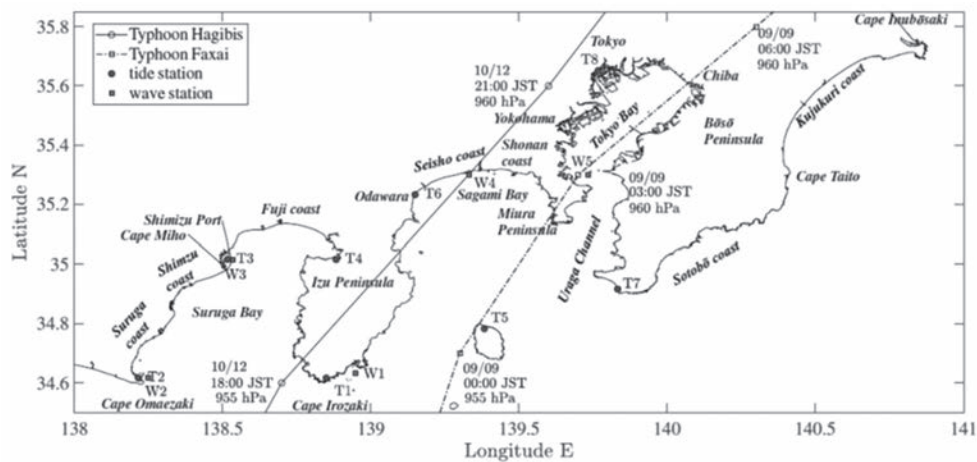 35.8
35.6
35.4
35.2
35
34.8
34.6
Latitude N
Typhoon Hagibis
Typhoon Faxai
tide station
wave station
10/12
21:00 JST
960 hPa
Tokyo
T8
09/09
06:00 JST
960 hPa
Cape Inubōsaki
Chiba
Yokohama
Tokyo Bay
Bōsō
Peninsula
Kujukuri coast
Seisho coast
Shonan
coast
W5
W4
Sagami Bay
09/09
03:00 JST
960 hPa
Cape Taito
Odawara
T6
Fuji coast
Miura
Peninsula
Shimizu Port
Cape Miho
T3
W3
T4
Shimzu
coast
Izu Peninsula
Uraga Channel
Sotobō coast
T7
Suruga Bay
Suruga
coast
T5
10/12
18:00 JST
955 hPa
T2
W2
Cape Omaezaki
W1
T1
Cape Irozaki
09/09
00:00 JST
955 hPa
138
138.5
139
139.5
140
140.5
141
Longitude E